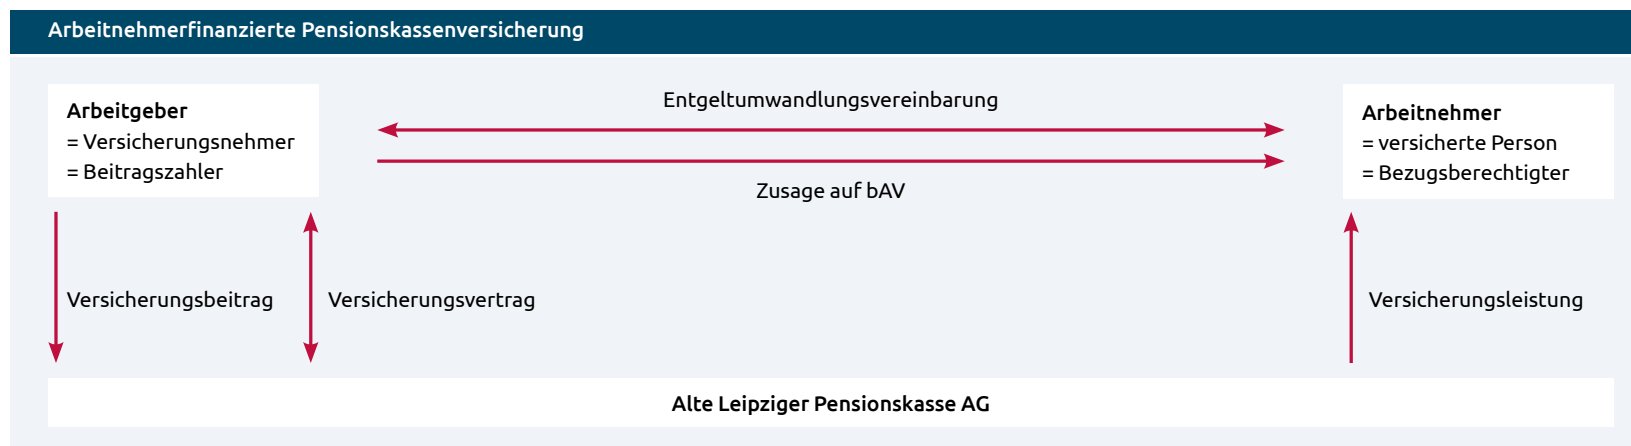 Arbeitnehmerfinanzierte Pensionskassenversicherung
Arbeitgeber
= Versicherungsnehmer
= Beitragszahler
Entgeltumwandlungsvereinbarung
Zusage auf bAV
Arbeitnehmer
= versicherte Person
= Bezugsberechtigter
Versicherungsbeitrag
Versicherungsvertrag
Versicherungsleistung
Alte Leipziger Pensionskasse AG